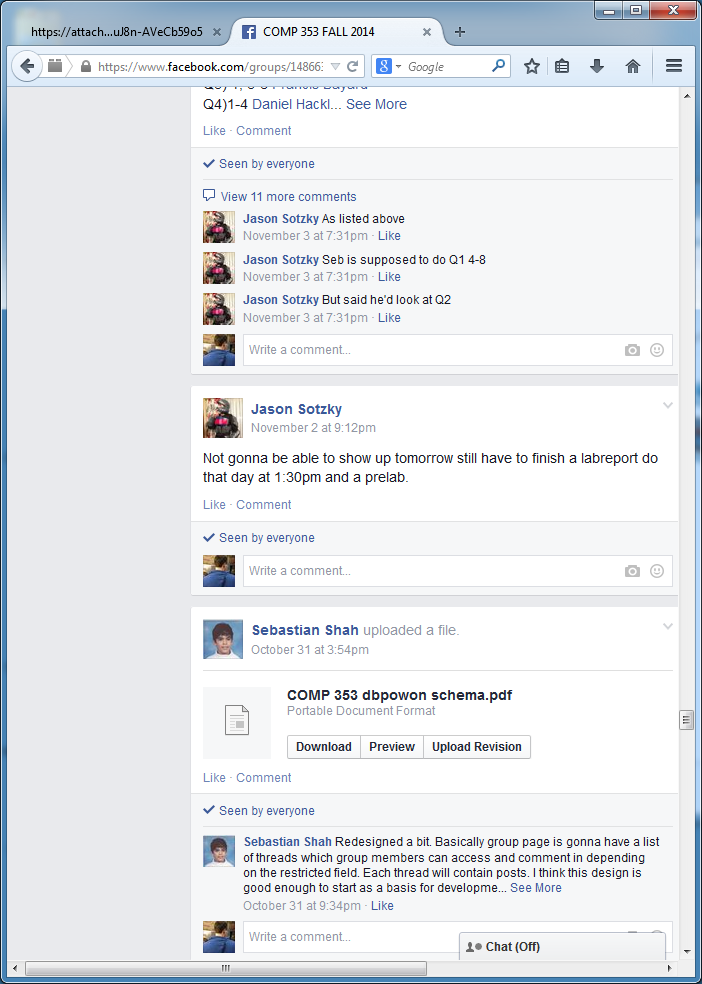 https://attach...uJ8n-AVeCb59o5
COMP 353 FALL 2014
https://www.facebook.com/groups/14866
Google
Q4)1-4 Daniel Hackl... See More
Like · Comment
Seen by everyone
View 11 more comments
Jason Sotzky As listed above
November 3 at 7:31pm · Like
Jason Sotzky Seb is supposed to do Q1 4-8
November 3 at 7:31pm · Like
Jason Sotzky But said he'd look at Q2
November 3 at 7:31pm · Like
Write a comment...
Jason Sotzky
November 2 at 9:12pm
Not gonna be able to show up tomorrow still have to finish a labreport do
that day at 1:30pm and a prelab.
Like · Comment
Seen by everyone
Write a comment...
Sebastian Shah uploaded a file.
October 31 at 3:54pm
COMP 353 dbpowon schema.pdf
Portable Document Format
Download Preview Upload Revision
Like · Comment
Seen by everyone
Sebastian Shah Redesigned a bit. Basically group page is gonna have a list
of threads which group members can access and comment in depending
on the restricted field. Each thread will contain posts. I think this design is
good enough to start as a basis for developme... See More
October 31 at 9:34pm · Like
Write a comment...
Chat (Off)